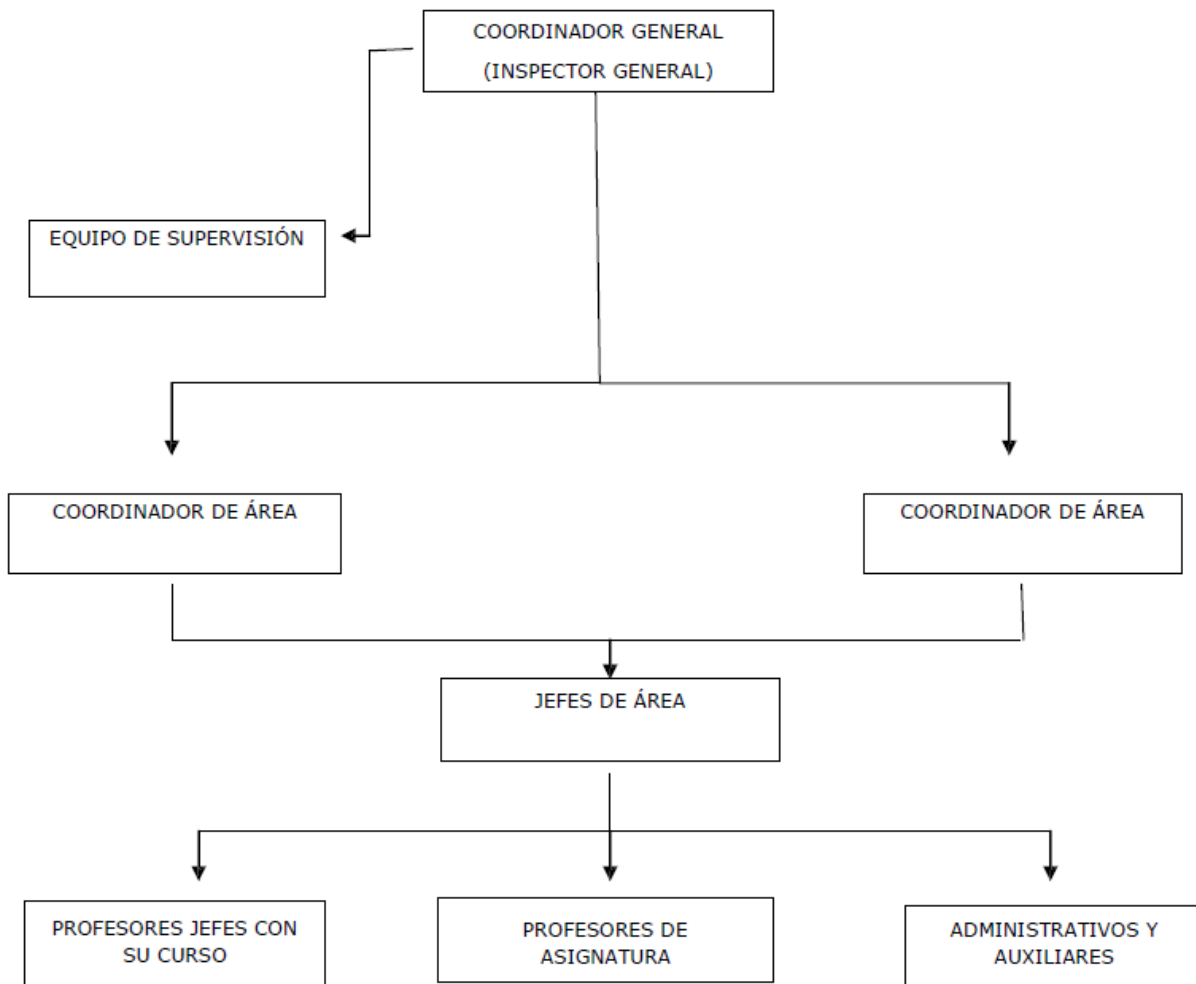 COORDINADOR GENERAL
(INSPECTOR GENERAL)
EQUIPO DE SUPERVISIÓN
COORDINADOR DE ÁREA
COORDINADOR DE ÁREA
JEFES DE ÁREA
PROFESORES JEFES CON
SU CURSO
PROFESORES DE
ASIGNATURA
ADMINISTRATIVOS Y
AUXILIARES